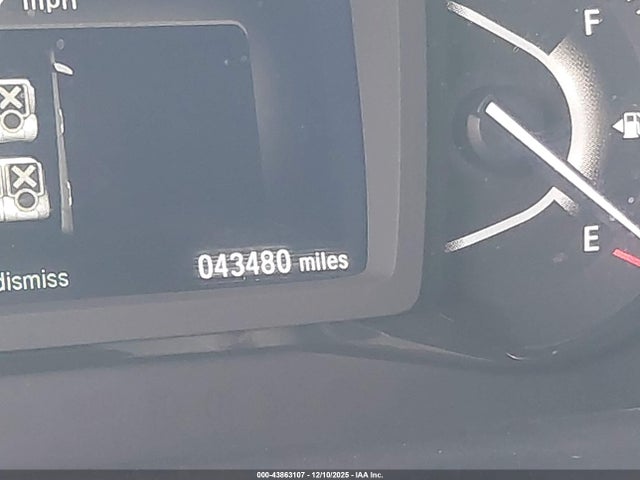 mph
F
E
dismiss
043480 miles
000-43863107 - 12/10/2025 - IAA Inc.